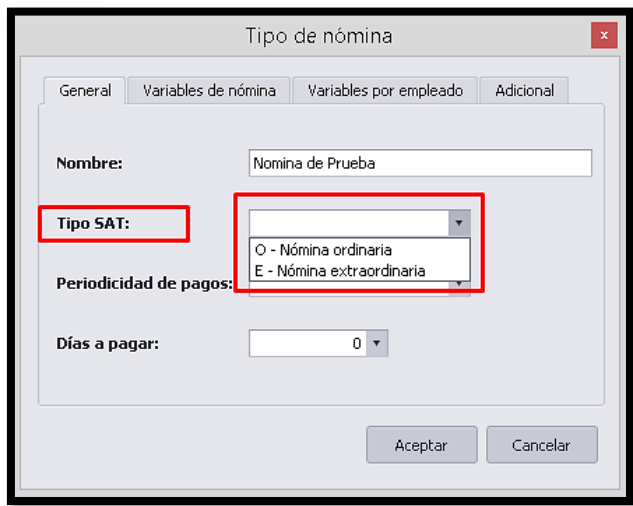 Tipo de nómina
x
General Variables de nómina Variables por empleado Adicional
Nombre: Nomina de Prueba
Tipo SAT:
O - Nómina ordinaria
E - Nómina extraordinaria
Periodicidad de pagos:
Días a pagar: 0
Aceptar Cancelar